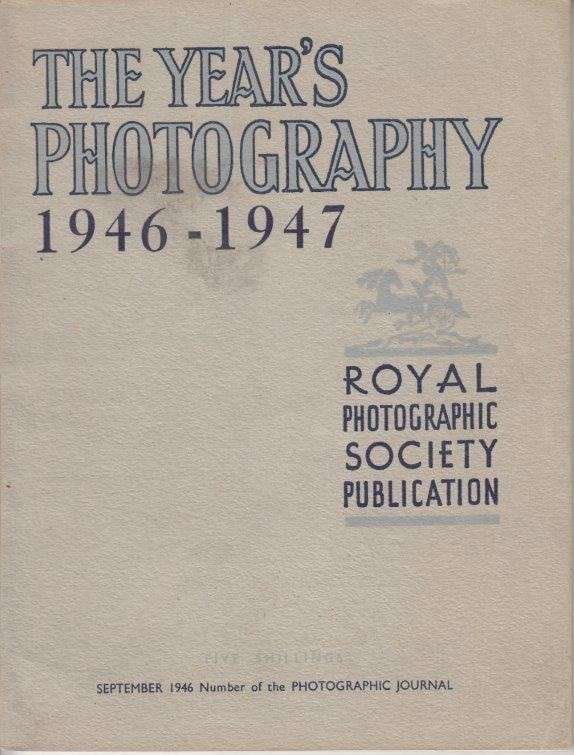 THE YEAR'S
PHOTOGRAPHY
1946-1947
ROYAL
PHOTOGRAPHIC
SOCIETY
PUBLICATION
SEPTEMBER 1946 Number of the PHOTOGRAPHIC JOURNAL